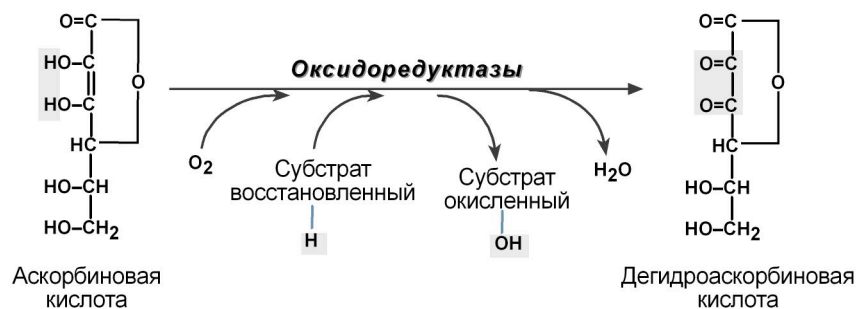 O=C
HO–C
HO–C
O
HC
HO–CH
HO–CH2
Аскорбиновая
кислота
Оксидоредуктазы
O2
Субстрат
восстановленный
H
Субстрат
окисленный
OH
H2O
O=C
O=C
O=C
O
HC
HO–CH
HO–CH2
Дегидроаскорбиновая
кислота